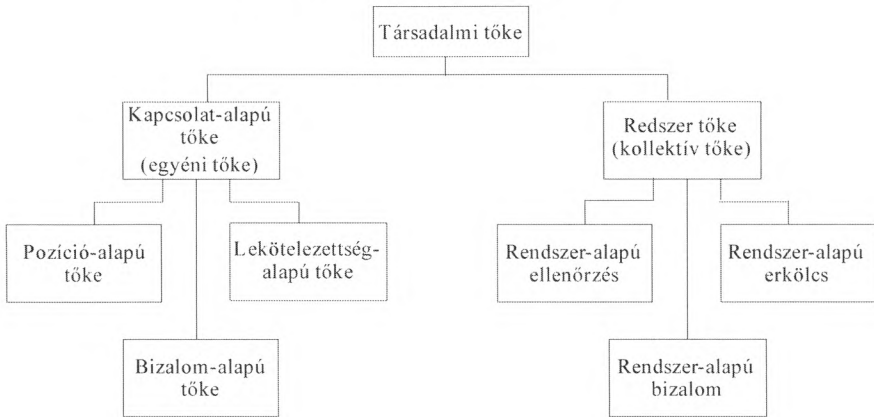 Társadalmi tőke
Kapcsolat-alapú
tőke
(egyéni tőke)
Redszer tőke
(kollektív tőke)
Pozíció-alapú
tőke
Lekötelezettség-
alapú tőke
Rendszer-alapú
ellenőrzés
Rendszer-alapú
erkölcs
Bizalom-alapú
tőke
Rendszer-alapú
bizalom